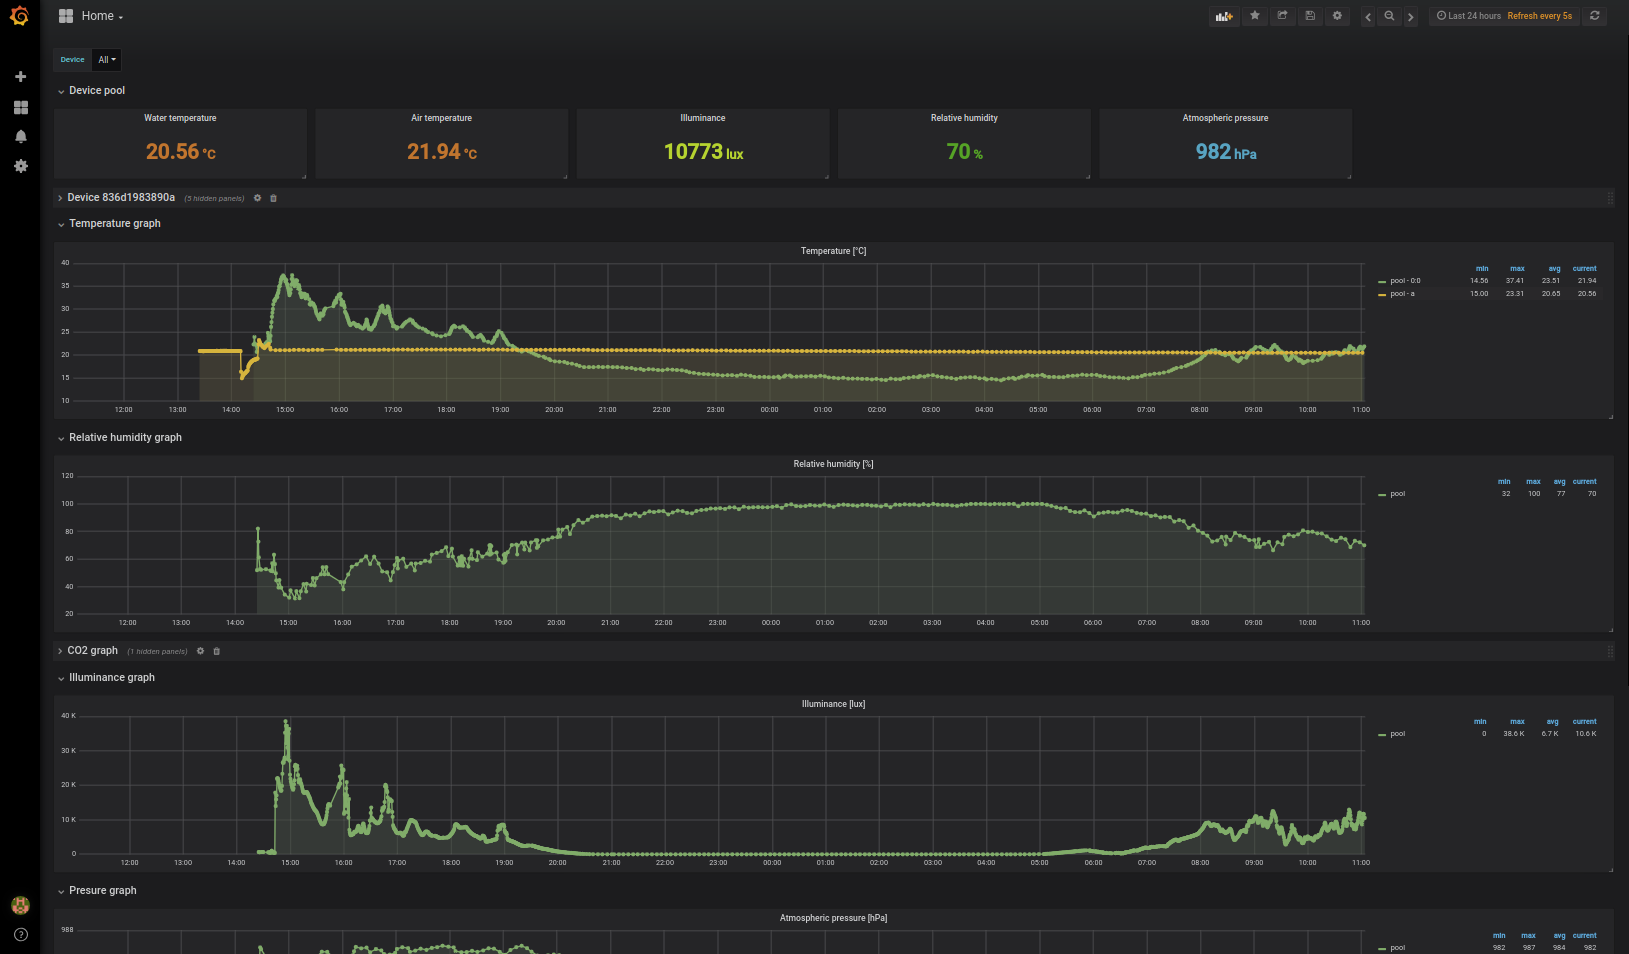 Home
Last 24 hours Refresh every 5s
Device All
Device pool
Water temperature Air temperature Illuminance Relative humidity Atmospheric pressure
20.56 °C 21.94 °C 10773 lux 70 % 982 hPa
Device 836d1983890a (5 hidden panels)
Temperature graph
Temperature [°C]
min max avg current
pool - 0:0 14.56 37.41 23.51 21.94
pool - a 15.00 23.31 20.65 20.56
40
35
30
25
20
15
10
12:00 13:00 14:00 15:00 16:00 17:00 18:00 19:00 20:00 21:00 22:00 23:00 00:00 01:00 02:00 03:00 04:00 05:00 06:00 07:00 08:00 09:00 10:00 11:00
Relative humidity graph
Relative humidity [%]
min max avg current
pool 32 100 77 70
120
100
80
60
40
20
12:00 13:00 14:00 15:00 16:00 17:00 18:00 19:00 20:00 21:00 22:00 23:00 00:00 01:00 02:00 03:00 04:00 05:00 06:00 07:00 08:00 09:00 10:00 11:00
CO2 graph (1 hidden panels)
Illuminance graph
Illuminance [lux]
min max avg current
pool 0 38.6 K 6.7 K 10.6 K
40 K
30 K
20 K
10 K
0
12:00 13:00 14:00 15:00 16:00 17:00 18:00 19:00 20:00 21:00 22:00 23:00 00:00 01:00 02:00 03:00 04:00 05:00 06:00 07:00 08:00 09:00 10:00 11:00
Presure graph
Atmospheric pressure [hPa]
988
min max avg current
pool 982 987 984 982